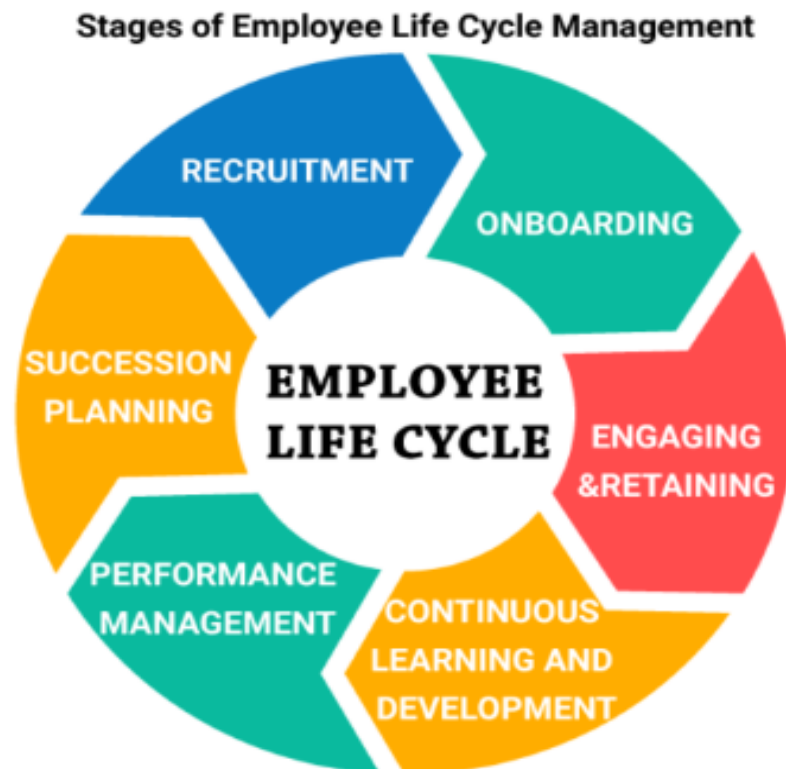 Stages of Employee Life Cycle Management
RECRUITMENT
ONBOARDING
ENGAGING
&RETAINING
CONTINUOUS
LEARNING AND
DEVELOPMENT
PERFORMANCE
MANAGEMENT
SUCCESSION
PLANNING
EMPLOYEE
LIFE CYCLE